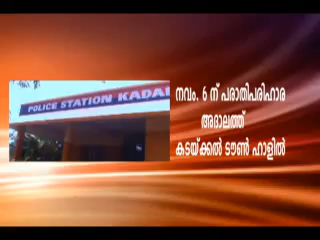 POLICE STATION KADA
നവം. 6 ന് പരാതിപരിഹാര
അദാലത്ത്
കടയ്ക്കൽ ടൗൺ ഹാളിൽ